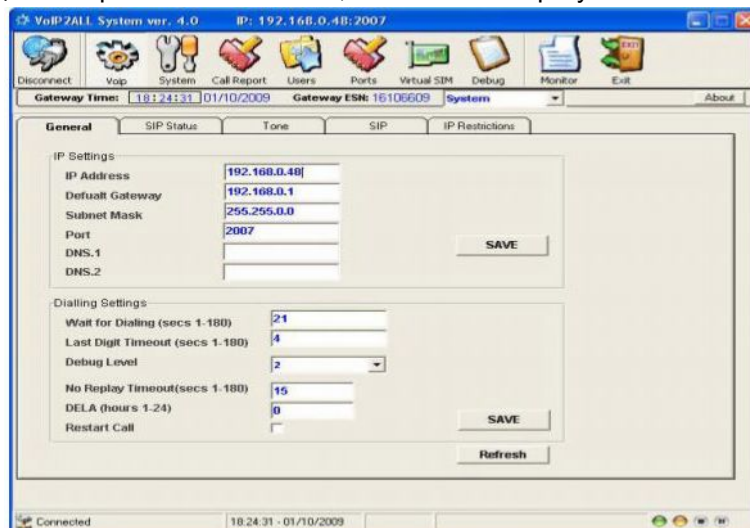 VoIP2ALL System ver. 4.0 IP: 192.168.0.48:2007
Disconnect Voip System Call Report Users Ports Virtual SIM Debug Monitor Exit
Gateway Time: 18:24:31 01/10/2009 Gateway ESN: 16106609 System About
General SIP Status Tone SIP IP Restrictions
IP Settings
IP Address 192.168.0.48
Defualt Gateway 192.168.0.1
Subnet Mask 255.255.0.0
Port 2007
SAVE
DNS.1
DNS.2
Dialling Settings
Wait for Dialing (secs 1-180) 21
Last Digit Timeout (secs 1-180) 4
Debug Level 2
No Replay Timeout(secs 1-180) 15
DELA (hours 1-24) 0
Restart Call SAVE
Refresh
Connected 18:24:31 - 01/10/2009